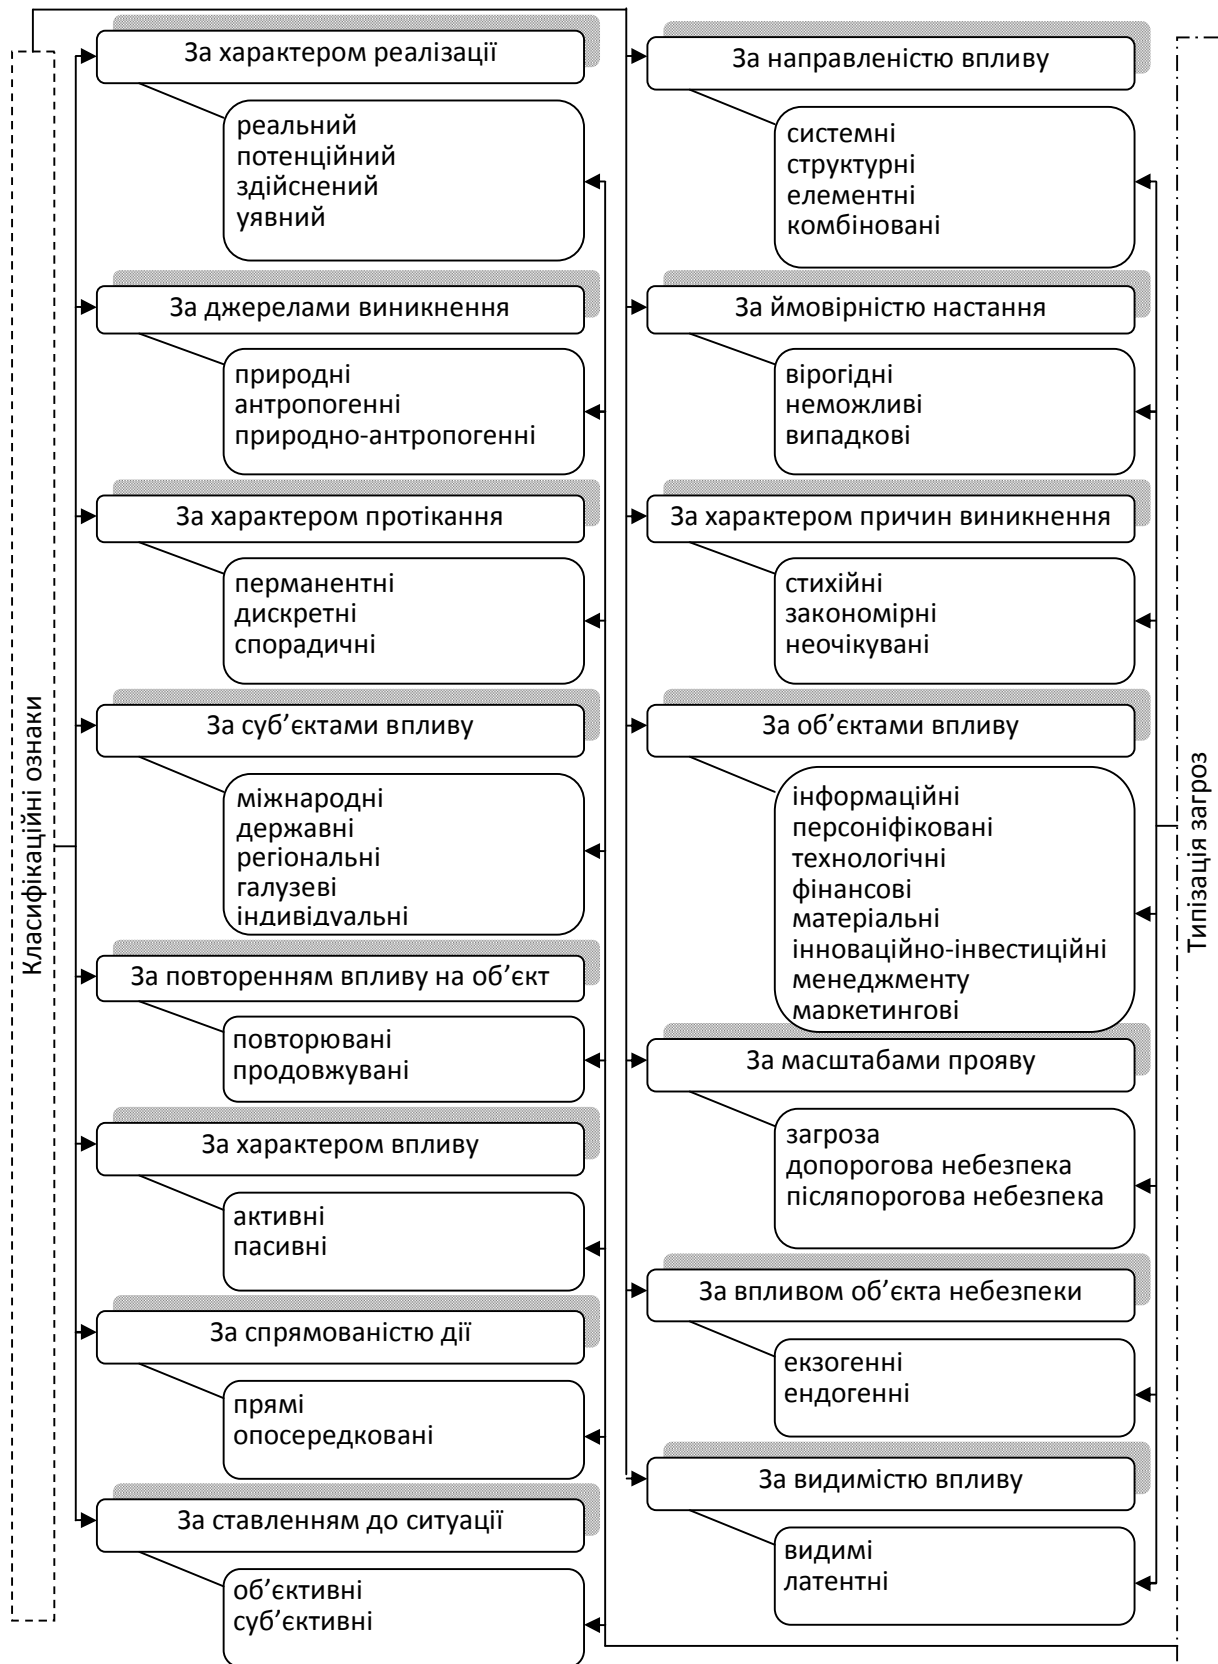 Класифікаційні ознаки
За характером реалізації
реальний
потенційний
здійснений
уявний
За джерелами виникнення
природні
антропогенні
природно-антропогенні
За характером протікання
перманентні
дискретні
спорадичні
За суб’єктами впливу
міжнародні
державні
регіональні
галузеві
індивідуальні
За повторенням впливу на об’єкт
повторювані
продовжувані
За характером впливу
активні
пасивні
За спрямованістю дії
прямі
опосередковані
За ставленням до ситуації
об’єктивні
суб’єктивні
За направленістю впливу
системні
структурні
елементні
комбіновані
За ймовірністю настання
вірогідні
неможливі
випадкові
За характером причин виникнення
стихійні
закономірні
неочікувані
За об’єктами впливу
інформаційні
персоніфіковані
технологічні
фінансові
матеріальні
інноваційно-інвестиційні
менеджменту
маркетингові
За масштабами прояву
загроза
допорогова небезпека
післяпорогова небезпека
За впливом об’єкта небезпеки
екзогенні
ендогенні
За видимістю впливу
видимі
латентні
Типізація загроз